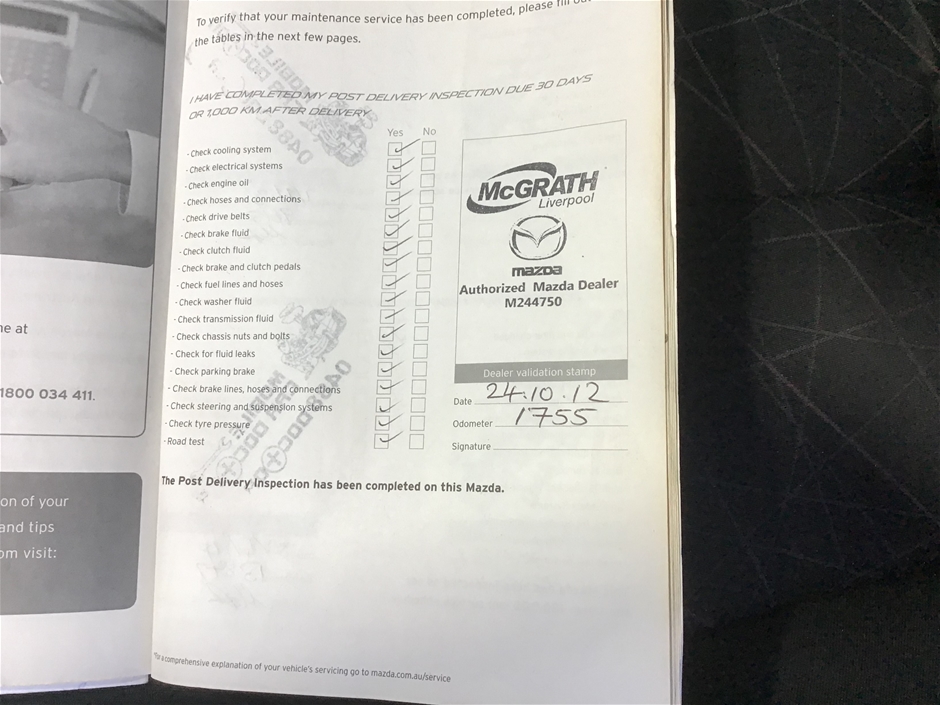 To verify that your maintenance service has been completed, please fill out
the tables in the next few pages.
I HAVE COMPLETED MY POST DELIVERY INSPECTION DUE 30 DAYS
OR 1,000 KM AFTER DELIVERY
Yes No
- Check cooling system
- Check electrical systems
- Check engine oil
- Check hoses and connections
- Check drive belts
- Check brake fluid
- Check clutch fluid
- Check brake and clutch pedals
- Check fuel lines and hoses
- Check washer fluid
- Check transmission fluid
- Check chassis nuts and bolts
- Check for fluid leaks
- Check parking brake
- Check brake lines, hoses and connections
- Check steering and suspension systems
- Check tyre pressure
- Road test
McGRATH
Liverpool
mazda
Authorized Mazda Dealer
M244750
Dealer validation stamp
Date 24.10.12
Odometer 1755
Signature
The Post Delivery Inspection has been completed on this Mazda.
For a comprehensive explanation of your vehicle's servicing go to mazda.com.au/service
at
1800 034 411.
on of your
and tips
visit: